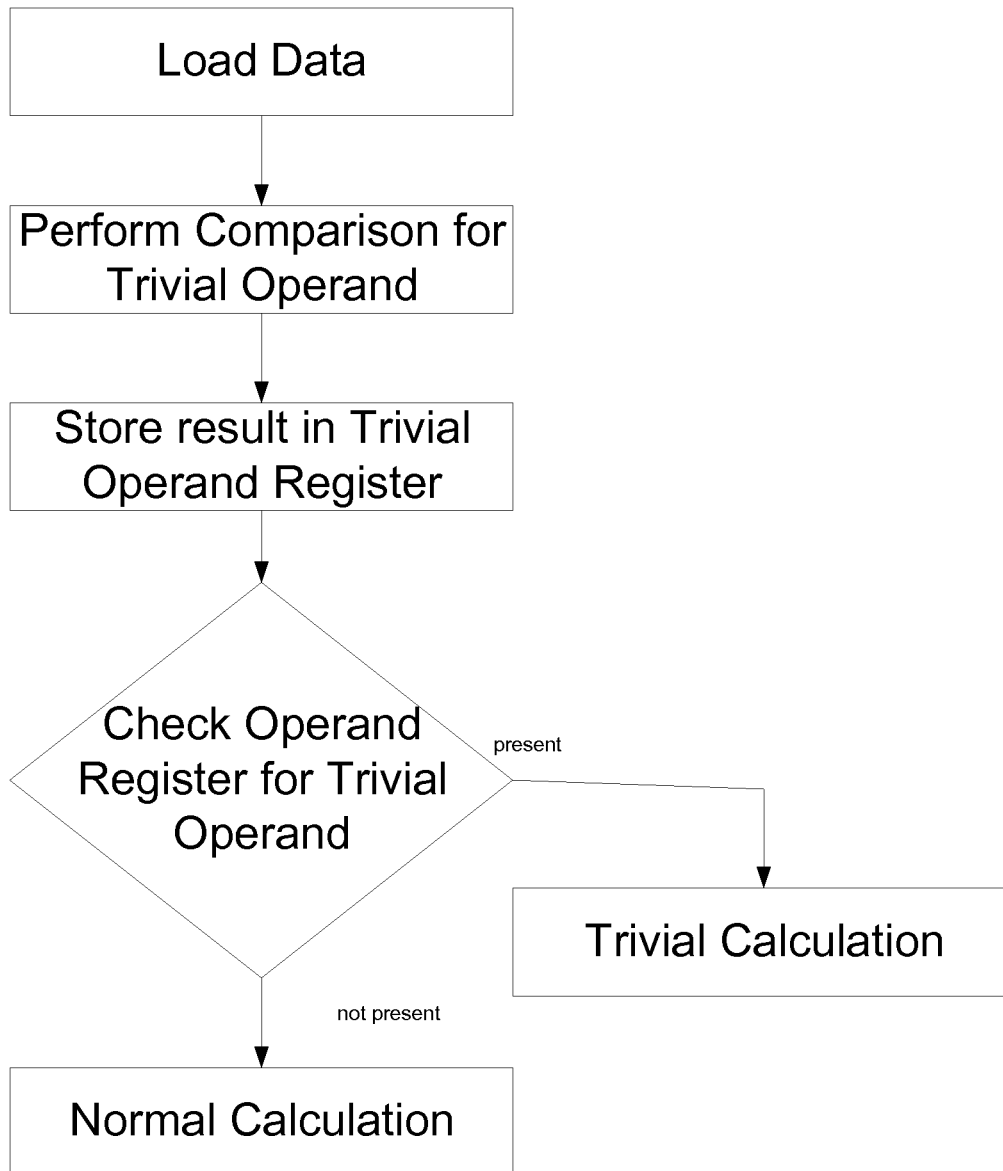 Load Data
Perform Comparison for
Trivial Operand
Store result in Trivial
Operand Register
Check Operand
Register for Trivial
Operand
present
Trivial Calculation
not present
Normal Calculation